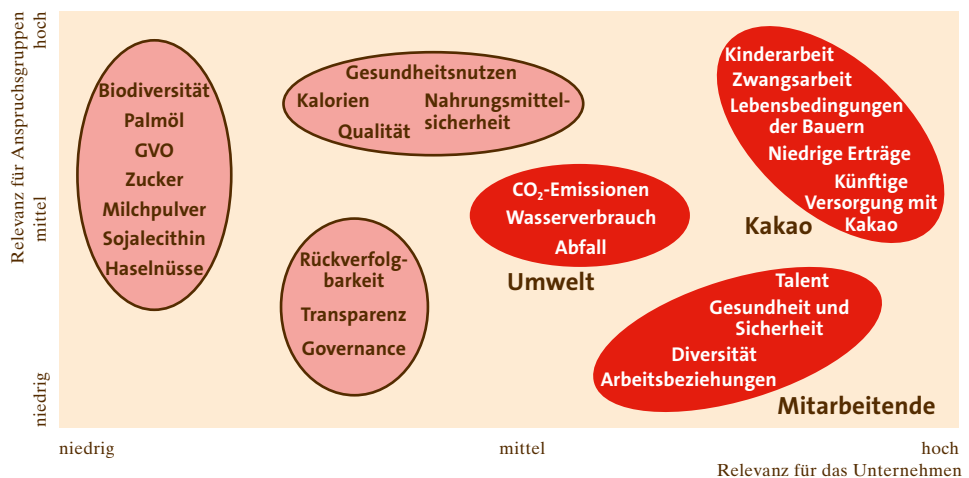 Relevanz für Anspruchsgruppen
hoch
mittel
niedrig
Biodiversität
Palmöl
GVO
Zucker
Milchpulver
Sojalecithin
Haselnüsse
Gesundheitsnutzen
Kalorien
Nahrungsmittel-
sicherheit
Qualität
Rückverfolg-
barkeit
Transparenz
Governance
CO₂-Emissionen
Wasserverbrauch
Abfall
Umwelt
Kinderarbeit
Zwangsarbeit
Lebensbedingungen
der Bauern
Niedrige Erträge
Künftige
Versorgung mit
Kakao
Kakao
Talent
Gesundheit und
Sicherheit
Diversität
Arbeitsbeziehungen
Mitarbeitende
niedrig
mittel
hoch
Relevanz für das Unternehmen